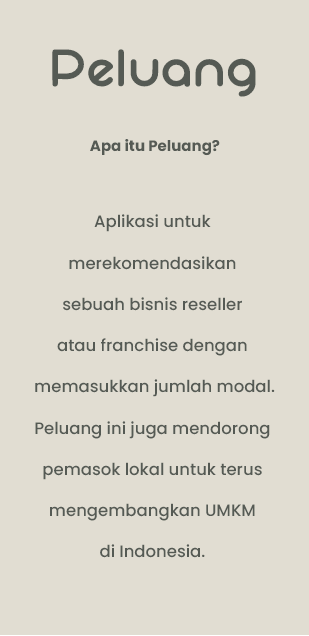 Peluang
Apa itu Peluang?
Aplikasi untuk
merekomendasikan
sebuah bisnis reseller
atau franchise dengan
memasukkan jumlah modal.
Peluang ini juga mendorong
pemasok lokal untuk terus
mengembangkan UMKM
di Indonesia.